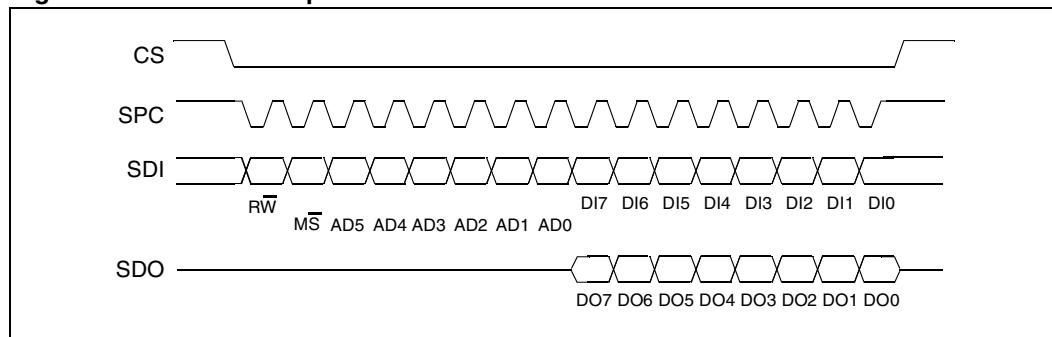 CS
SPC
SDI
RW̅
DI7 DI6 DI5 DI4 DI3 DI2 DI1 DI0
MS̅ AD5 AD4 AD3 AD2 AD1 AD0
SDO
DO7 DO6 DO5 DO4 DO3 DO2 DO1 DO0